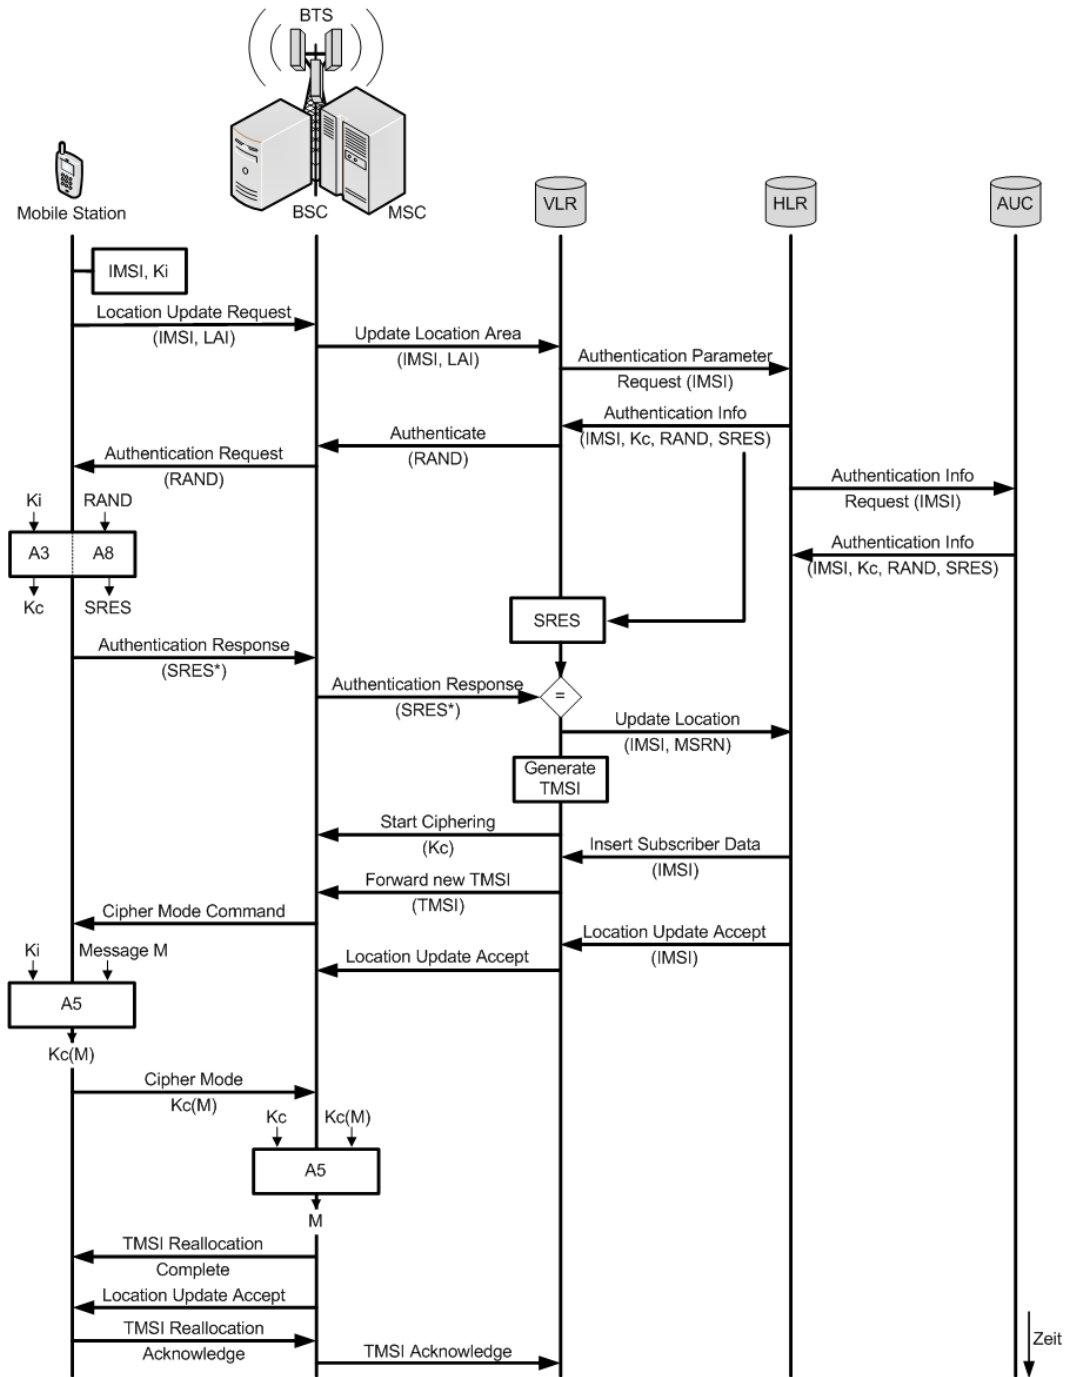 BTS
BSC
MSC
Mobile Station
VLR
HLR
AUC
IMSI, Ki
Location Update Request
(IMSI, LAI)
Update Location Area
(IMSI, LAI)
Authentication Parameter
Request (IMSI)
Authentication Info
(IMSI, Kc, RAND, SRES)
Authenticate
(RAND)
Authentication Request
(RAND)
Authentication Info
Request (IMSI)
Ki
RAND
A3
A8
Kc
SRES
Authentication Info
(IMSI, Kc, RAND, SRES)
SRES
Authentication Response
(SRES*)
Authentication Response
(SRES*)
=
Update Location
(IMSI, MSRN)
Generate
TMSI
Start Ciphering
(Kc)
Insert Subscriber Data
(IMSI)
Forward new TMSI
(TMSI)
Cipher Mode Command
Location Update Accept
(IMSI)
Location Update Accept
Ki
Message M
A5
Kc(M)
Cipher Mode
Kc(M)
Kc
Kc(M)
A5
M
TMSI Reallocation
Complete
Location Update Accept
TMSI Reallocation
Acknowledge
TMSI Acknowledge
Zeit